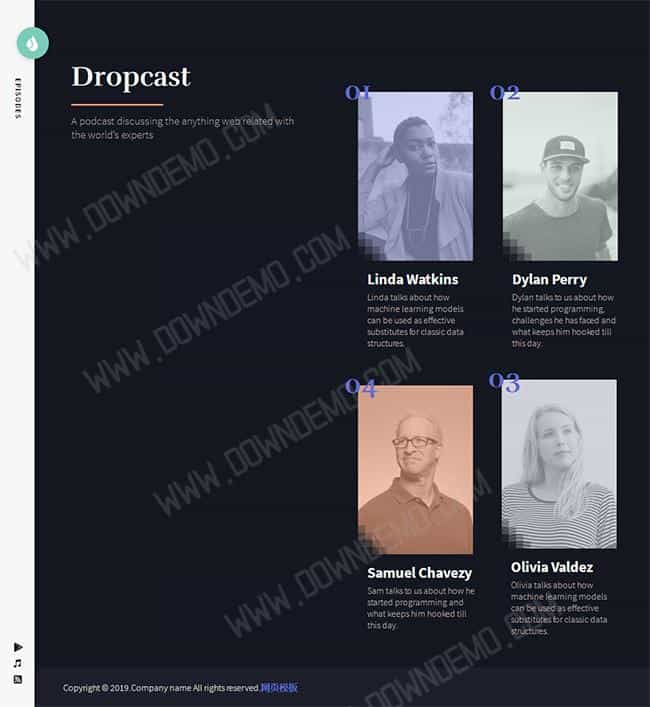 EPISODES
Dropcast
A podcast discussing the anything web related with
the world's experts
01
Linda Watkins
Linda talks about how
machine learning models
can be used as effective
substitutes for classic data
structures.
02
Dylan Perry
Dylan talks to us about how
he started programming,
challenges he has faced and
what keeps him hooked till
this day.
04
Samuel Chavezy
Sam talks to us about how he
started programming and
what keeps him hooked till
this day.
03
Olivia Valdez
Olivia talks about how
machine learning models
can be used as effective
substitutes for classic data
structures.
Copyright © 2019.Company name All rights reserved.网页模板
WWW.DOWNDEMO.COM
WWW.DOWNDEMO.COM
WWW.DOWNDEMO.COM
WWW.DOWNDEMO.COM
WWW.DOWNDEMO.COM